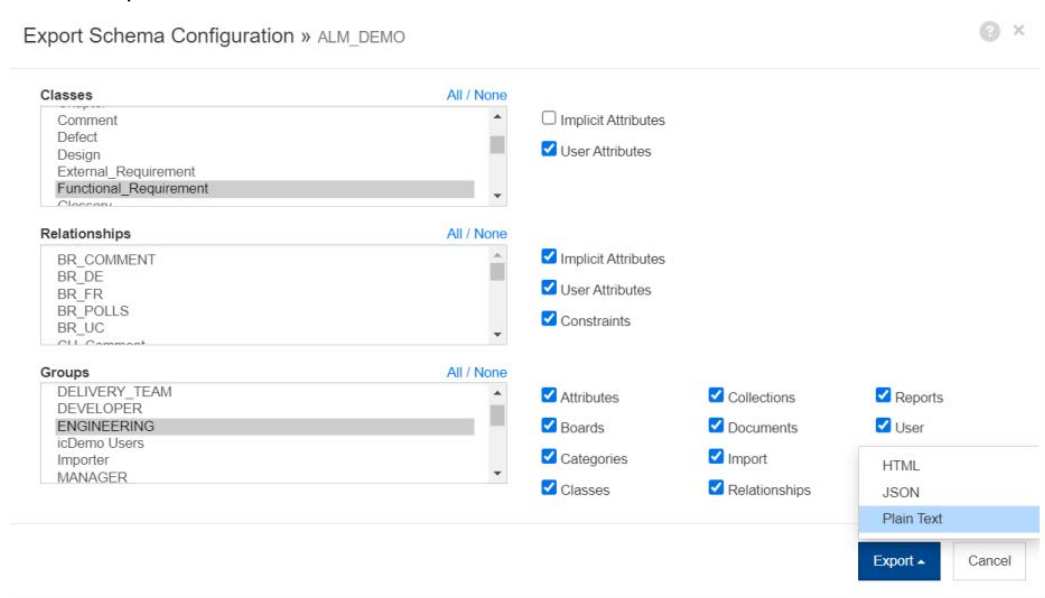 Export Schema Configuration » ALM_DEMO
Classes All / None
Comment
Defect
Design
External_Requirement
Functional_Requirement
Glossary
Implicit Attributes
User Attributes
Relationships All / None
BR_COMMENT
BR_DE
BR_FR
BR_POLLS
BR_UC
CH_Comment
Implicit Attributes
User Attributes
Constraints
Groups All / None
DELIVERY_TEAM
DEVELOPER
ENGINEERING
icDemo Users
Importer
MANAGER
Attributes Collections Reports
Boards Documents User
Categories Import
Classes Relationships
HTML
JSON
Plain Text
Export Cancel